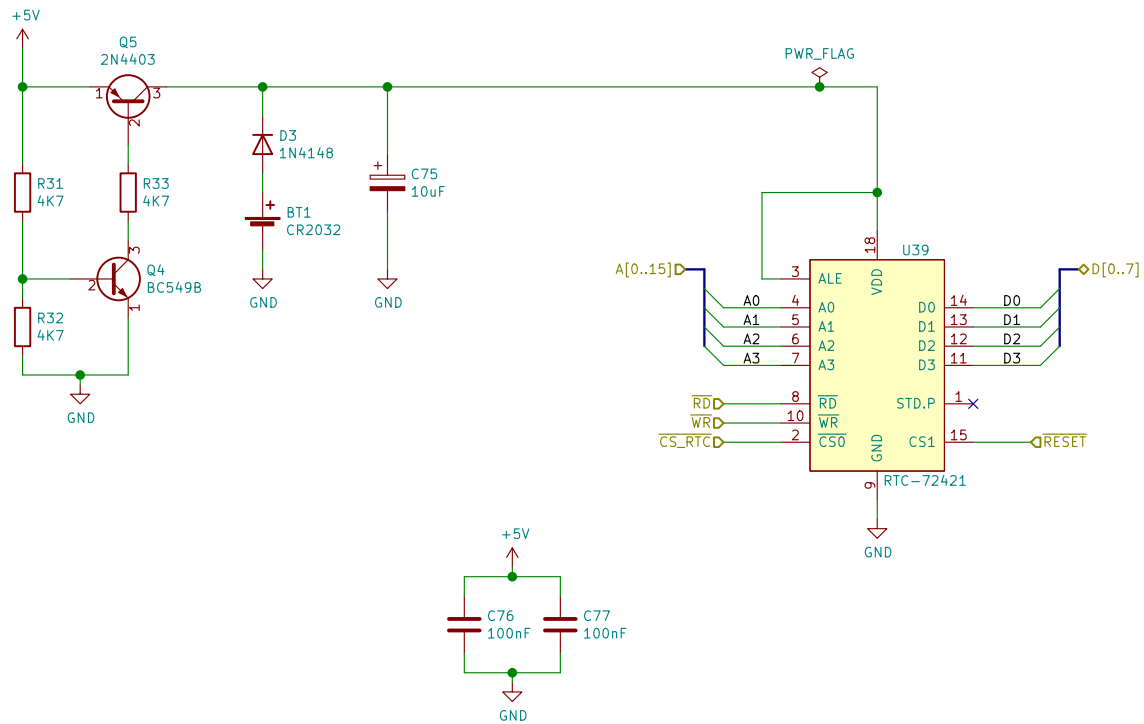 +5V
Q5
2N4403
PWR_FLAG
1
3
2
D3
1N4148
+
C75
10uF
R31
4K7
R33
4K7
+
BT1
CR2032
3
Q4
BC549B
2
1
R32
4K7
GND
GND
GND
18
U39
A[0..15]
D[0..7]
3
ALE
VDD
A0
4
A0
D0
14
D0
A1
5
A1
D1
13
D1
A2
6
A2
D2
12
D2
A3
7
A3
D3
11
D3
RD
8
RD
STD.P
1
WR
10
WR
CS_RTC
2
CS0
GND
CS1
15
RESET
9
RTC-72421
GND
+5V
C76
100nF
C77
100nF
GND